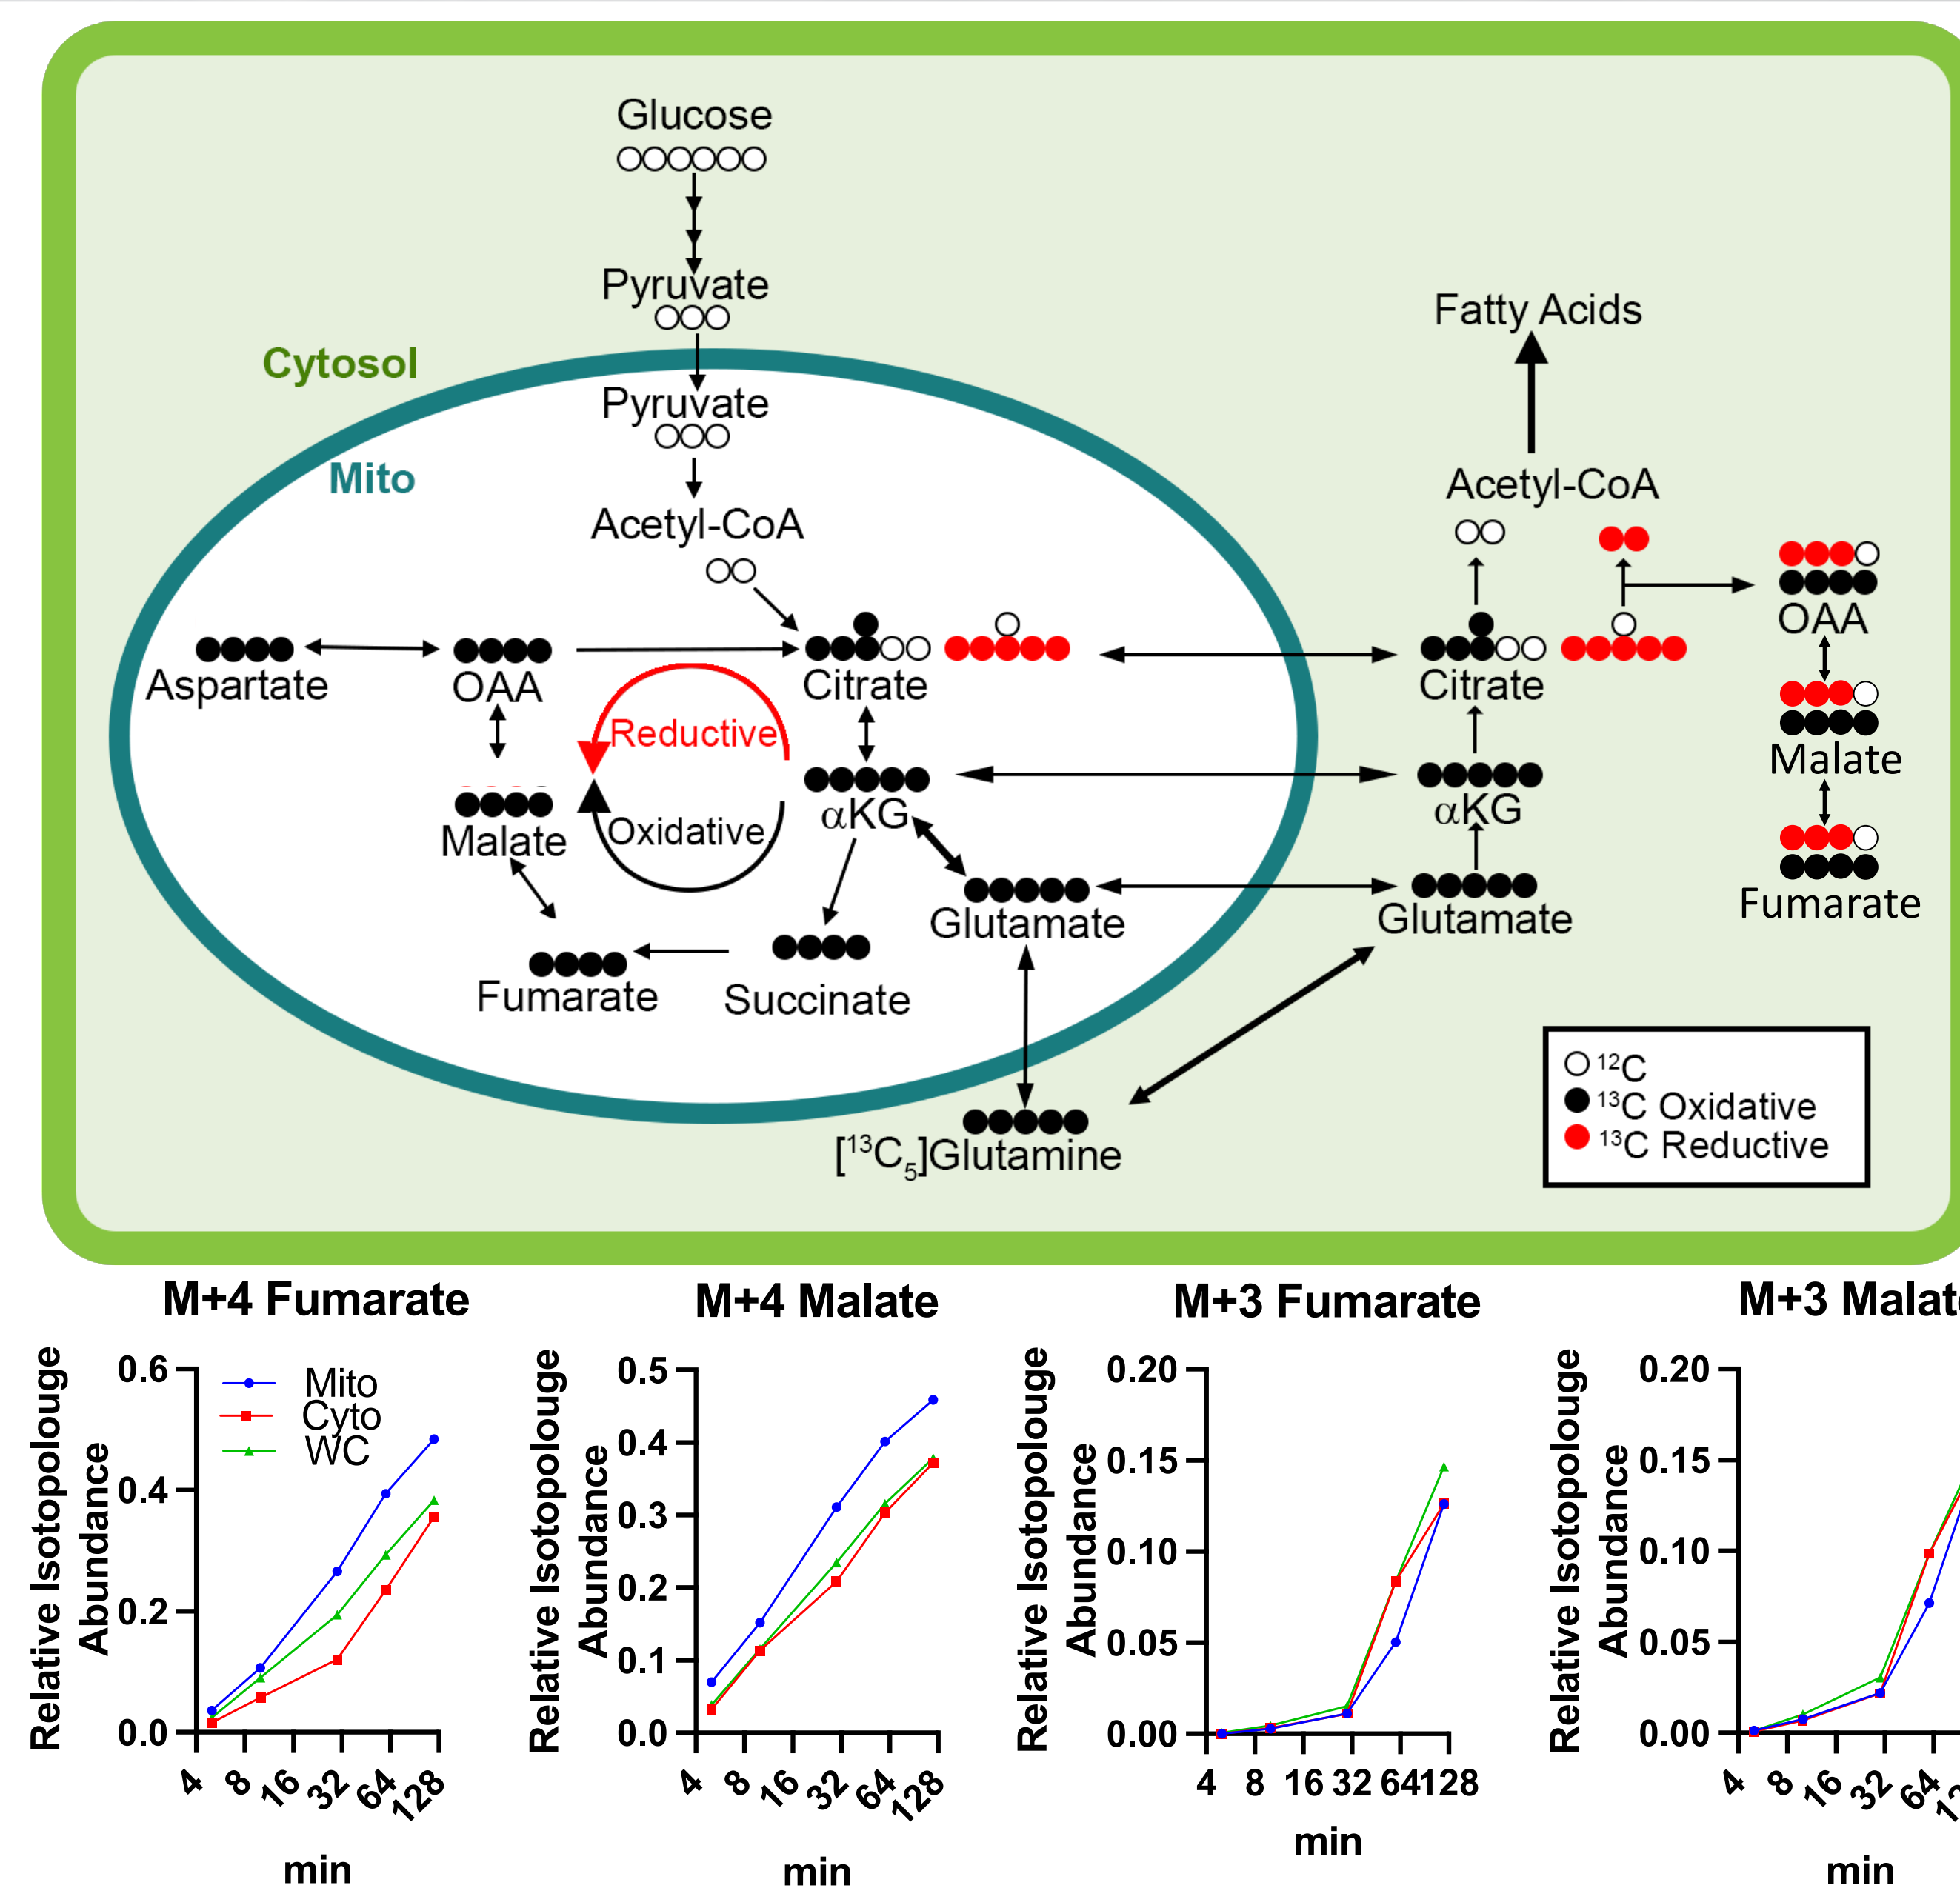 Glucose
Pyruvate
Cytosol
Pyruvate
Mito
Acetyl-CoA
Aspartate
OAA
Citrate
Reductive
Oxidative
αKG
Malate
Glutamate
Fumarate
Succinate
[13C5]Glutamine
Fatty Acids
Acetyl-CoA
OAA
Citrate
Malate
αKG
Fumarate
Glutamate
12C
13C Oxidative
13C Reductive
M+4 Fumarate
Relative Isotopolouge
Abundance
0.6
0.4
0.2
0.0
Mito
Cyto
WC
4 8 16 32 64 128
min
M+4 Malate
Relative Isotopolouge
Abundance
0.5
0.4
0.3
0.2
0.1
0.0
4 8 16 32 64 128
min
M+3 Fumarate
Relative Isotopolouge
Abundance
0.20
0.15
0.10
0.05
0.00
4 8 16 32 64 128
min
M+3 Malat
Relative Isotopolouge
Abundance
0.20
0.15
0.10
0.05
0.00
4 8 16 32 64
min